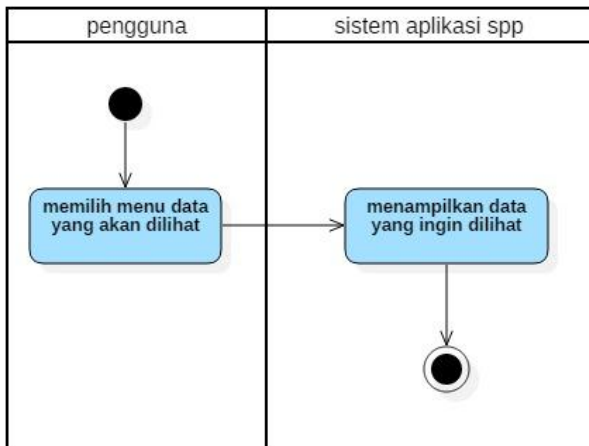 pengguna
sistem aplikasi spp
memilih menu data
yang akan dilihat
menampilkan data
yang ingin dilihat